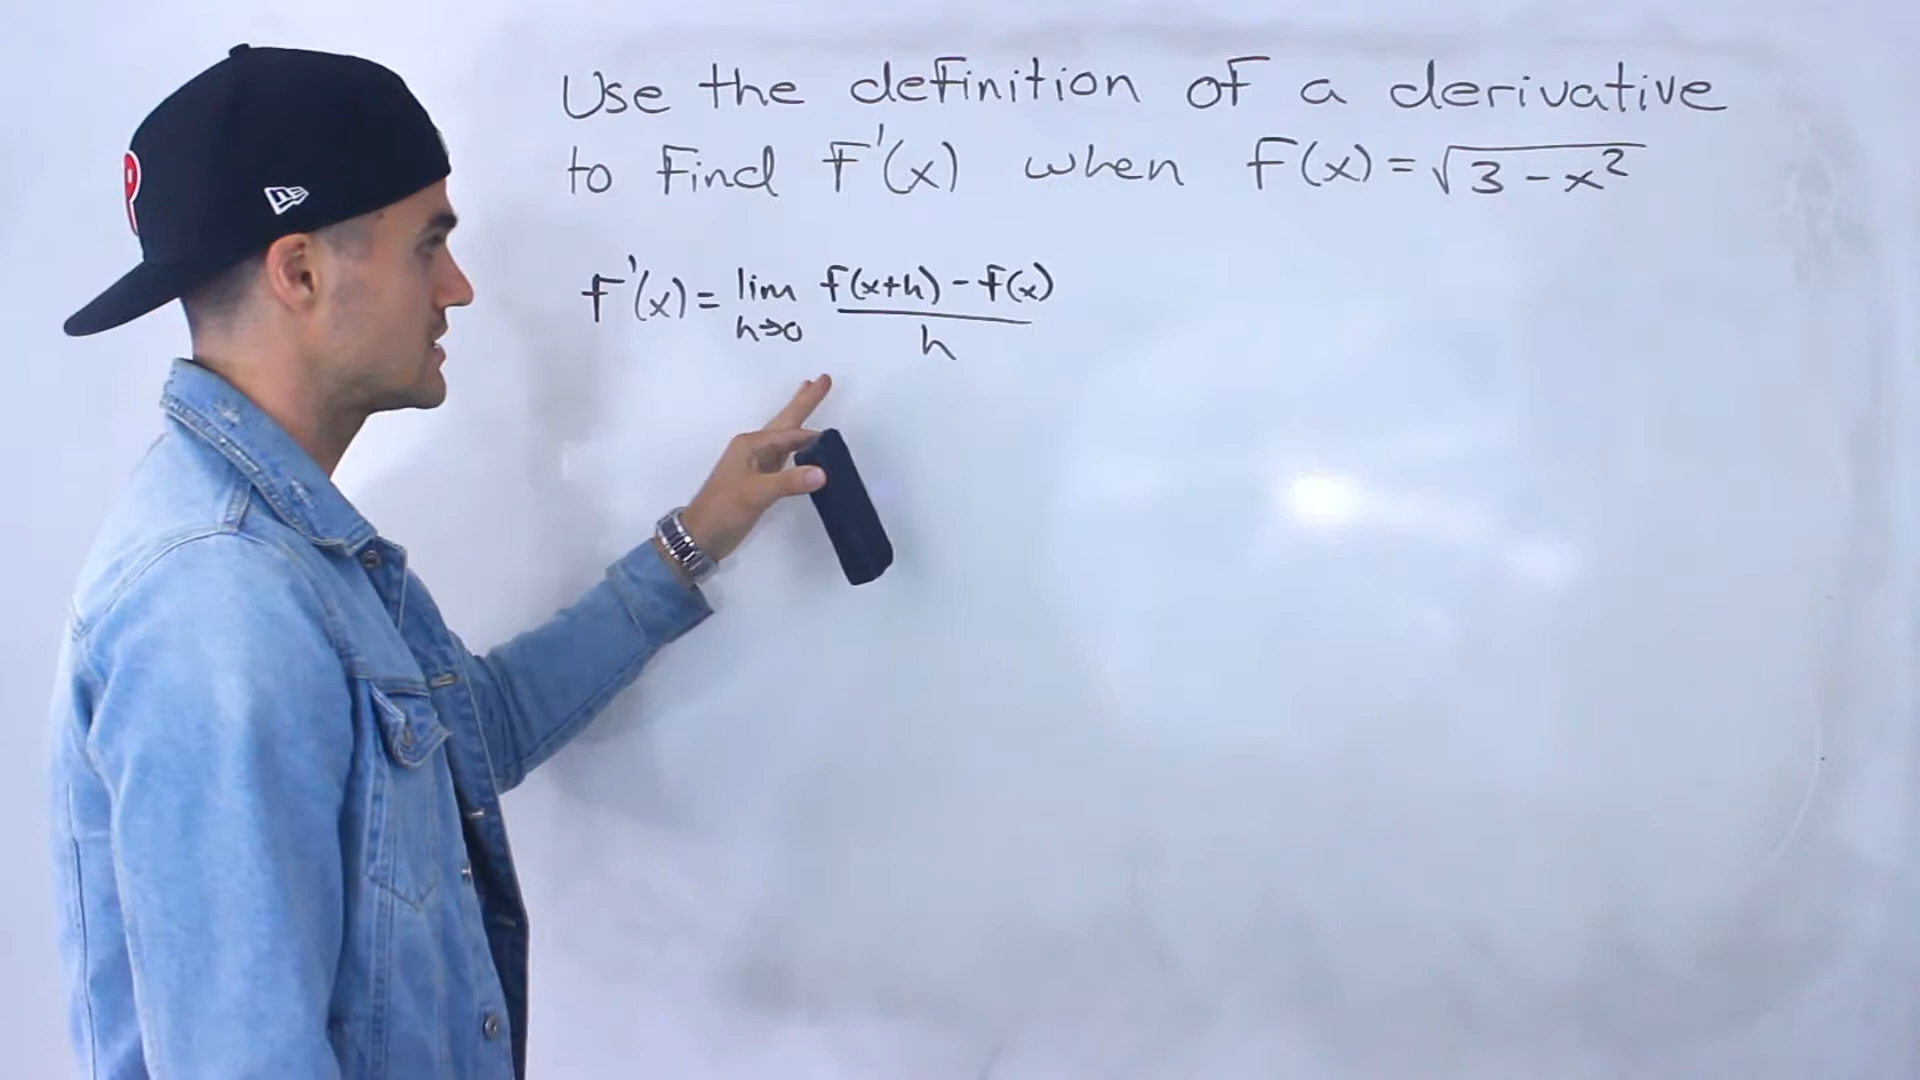 Use the definition of a derivative
to find f'(x) when f(x) = √(3 - x²)
f'(x) = lim h→0 (f(x+h) - f(x)) / h
P